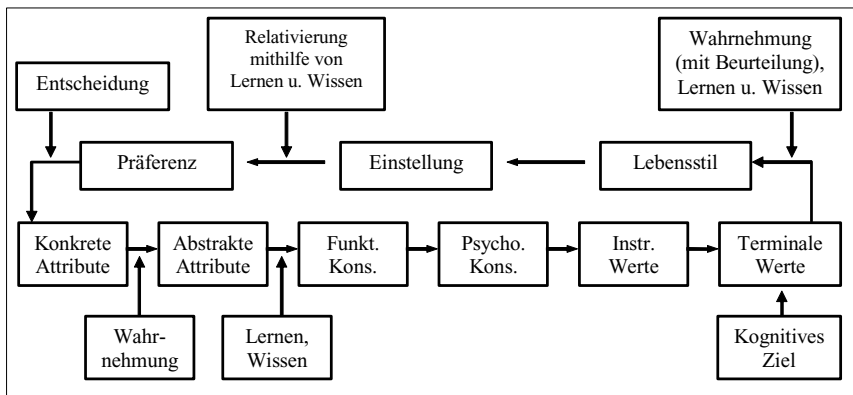 Relativierung
mithilfe von
Lernen u. Wissen
Wahrnehmung
(mit Beurteilung),
Lernen u. Wissen
Entscheidung
Präferenz
Einstellung
Lebensstil
Konkrete
Attribute
Abstrakte
Attribute
Funkt.
Kons.
Psycho.
Kons.
Instr.
Werte
Terminale
Werte
Wahr-
nehmung
Lernen,
Wissen
Kognitives
Ziel